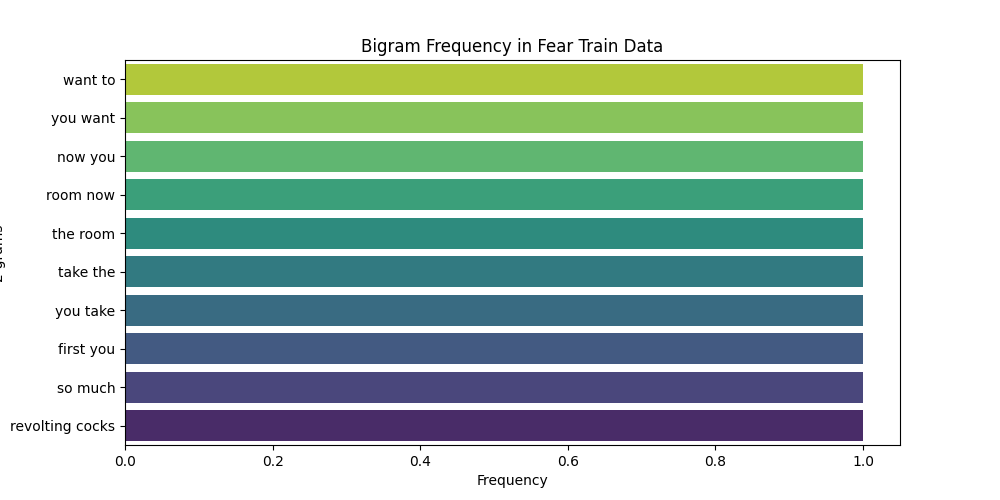 Bigram Frequency in Fear Train Data
want to
you want
now you
room now
the room
take the
you take
first you
so much
revolting cocks
0.0 0.2 0.4 0.6 0.8 1.0
Frequency